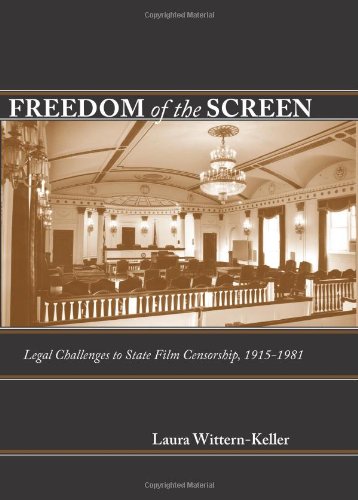 Copyrighted Material
FREEDOM of the SCREEN
Legal Challenges to State Film Censorship, 1915–1981
Laura Wittern-Keller
Copyrighted Material